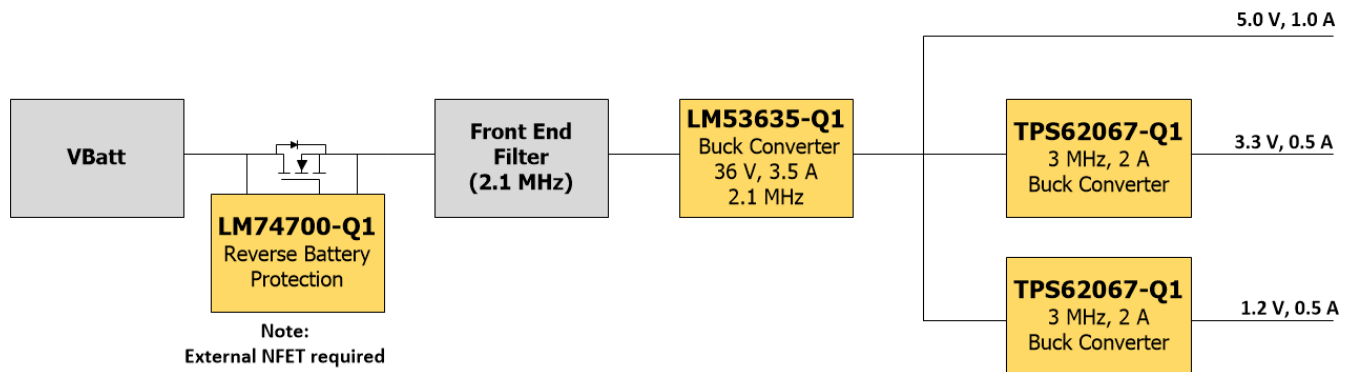 5.0 V, 1.0 A
VBatt
LM74700-Q1
Reverse Battery
Protection
Note:
External NFET required
Front End
Filter
(2.1 MHz)
LM53635-Q1
Buck Converter
36 V, 3.5 A
2.1 MHz
TPS62067-Q1
3 MHz, 2 A
Buck Converter
3.3 V, 0.5 A
TPS62067-Q1
3 MHz, 2 A
Buck Converter
1.2 V, 0.5 A